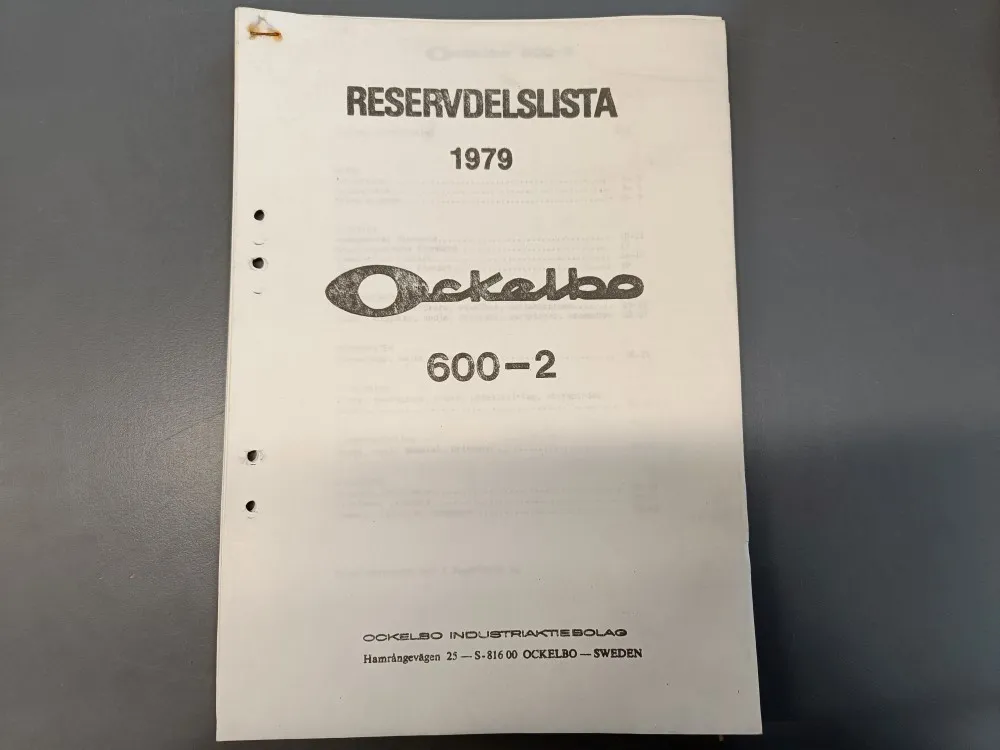 RESERVDELSLISTA
1979
Ockelbo
600-2
OCKELBO INDUSTRIAKTIEBOLAG
Hamrångevägen 25 — S-816 00 OCKELBO — SWEDEN